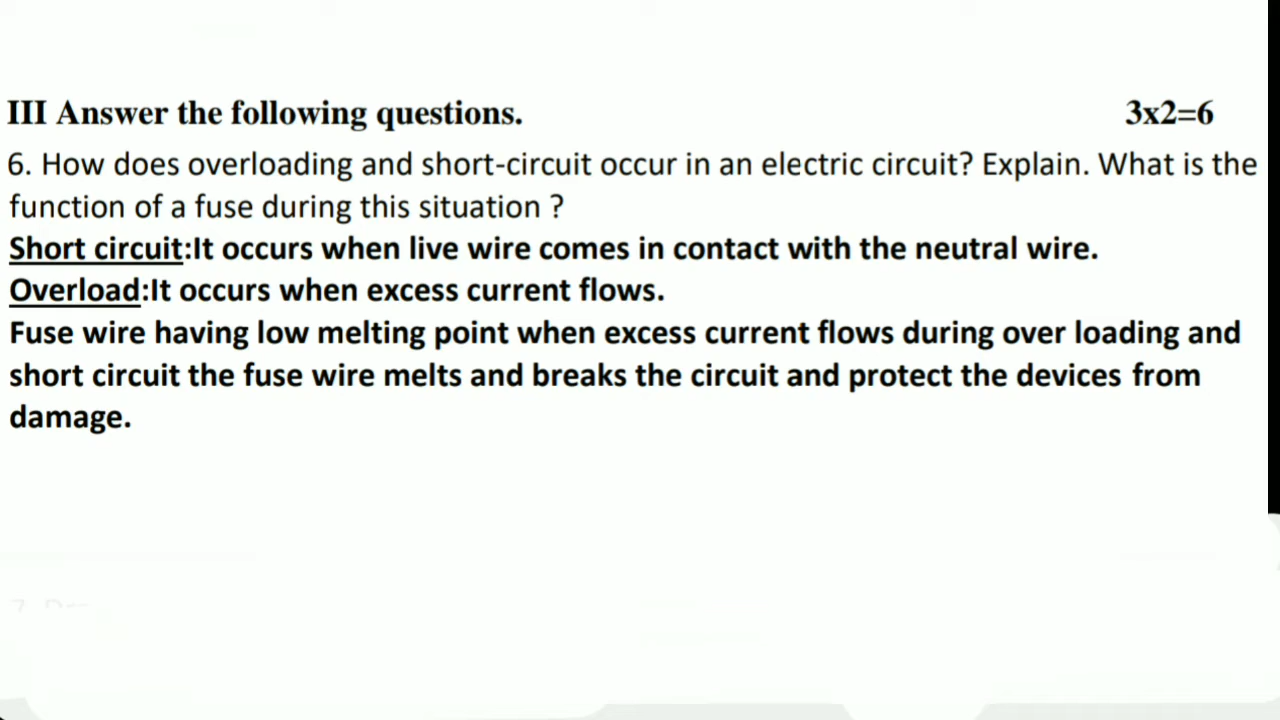 III Answer the following questions. 3x2=6
6. How does overloading and short-circuit occur in an electric circuit? Explain. What is the
function of a fuse during this situation ?
Short circuit:It occurs when live wire comes in contact with the neutral wire.
Overload:It occurs when excess current flows.
Fuse wire having low melting point when excess current flows during over loading and
short circuit the fuse wire melts and breaks the circuit and protect the devices from
damage.